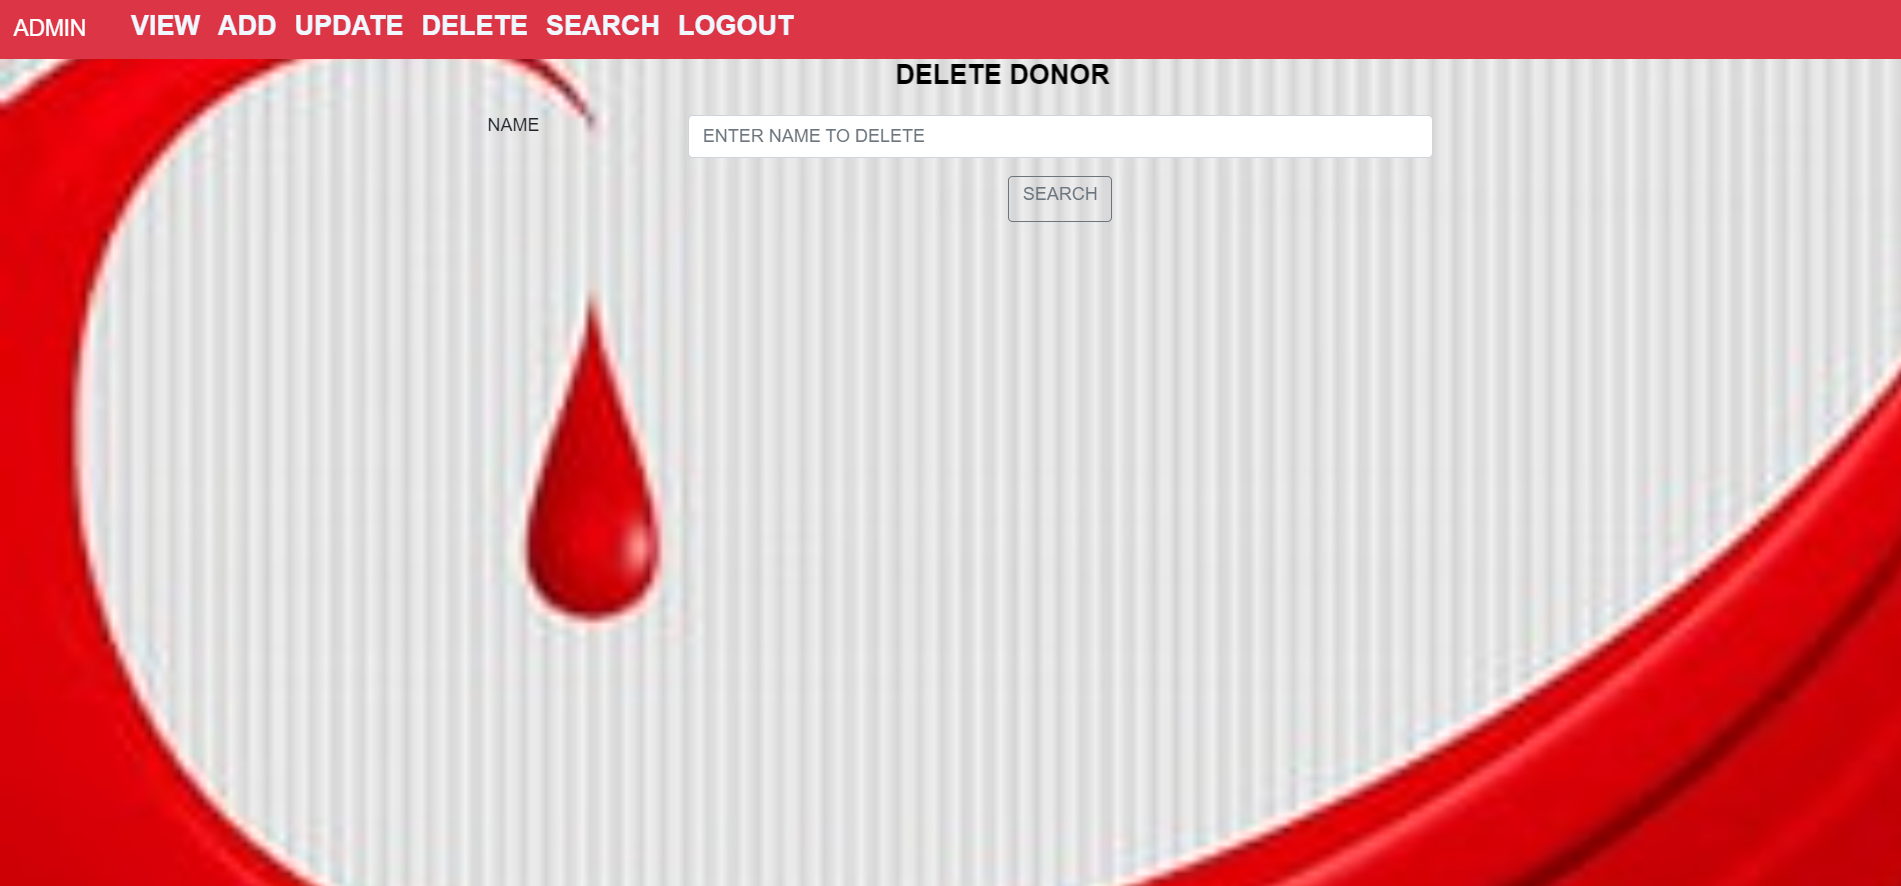 ADMIN VIEW ADD UPDATE DELETE SEARCH LOGOUT
DELETE DONOR
NAME ENTER NAME TO DELETE
SEARCH